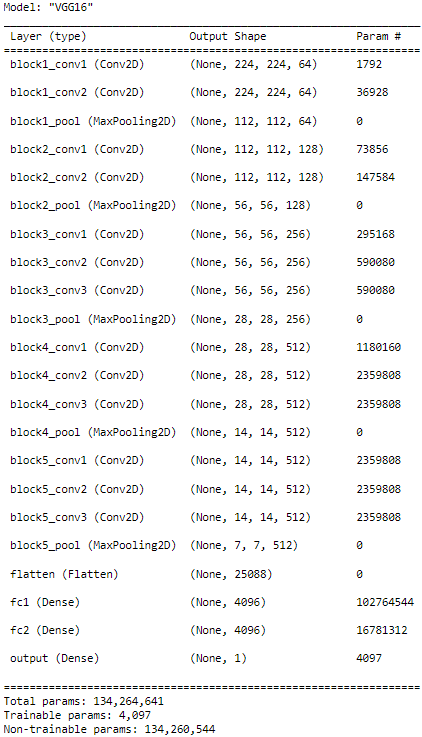 Model: "VGG16"
Layer (type) Output Shape Param #
block1_conv1 (Conv2D) (None, 224, 224, 64) 1792
block1_conv2 (Conv2D) (None, 224, 224, 64) 36928
block1_pool (MaxPooling2D) (None, 112, 112, 64) 0
block2_conv1 (Conv2D) (None, 112, 112, 128) 73856
block2_conv2 (Conv2D) (None, 112, 112, 128) 147584
block2_pool (MaxPooling2D) (None, 56, 56, 128) 0
block3_conv1 (Conv2D) (None, 56, 56, 256) 295168
block3_conv2 (Conv2D) (None, 56, 56, 256) 590080
block3_conv3 (Conv2D) (None, 56, 56, 256) 590080
block3_pool (MaxPooling2D) (None, 28, 28, 256) 0
block4_conv1 (Conv2D) (None, 28, 28, 512) 1180160
block4_conv2 (Conv2D) (None, 28, 28, 512) 2359808
block4_conv3 (Conv2D) (None, 28, 28, 512) 2359808
block4_pool (MaxPooling2D) (None, 14, 14, 512) 0
block5_conv1 (Conv2D) (None, 14, 14, 512) 2359808
block5_conv2 (Conv2D) (None, 14, 14, 512) 2359808
block5_conv3 (Conv2D) (None, 14, 14, 512) 2359808
block5_pool (MaxPooling2D) (None, 7, 7, 512) 0
flatten (Flatten) (None, 25088) 0
fc1 (Dense) (None, 4096) 102764544
fc2 (Dense) (None, 4096) 16781312
output (Dense) (None, 1) 4097
Total params: 134,264,641
Trainable params: 4,097
Non-trainable params: 134,260,544